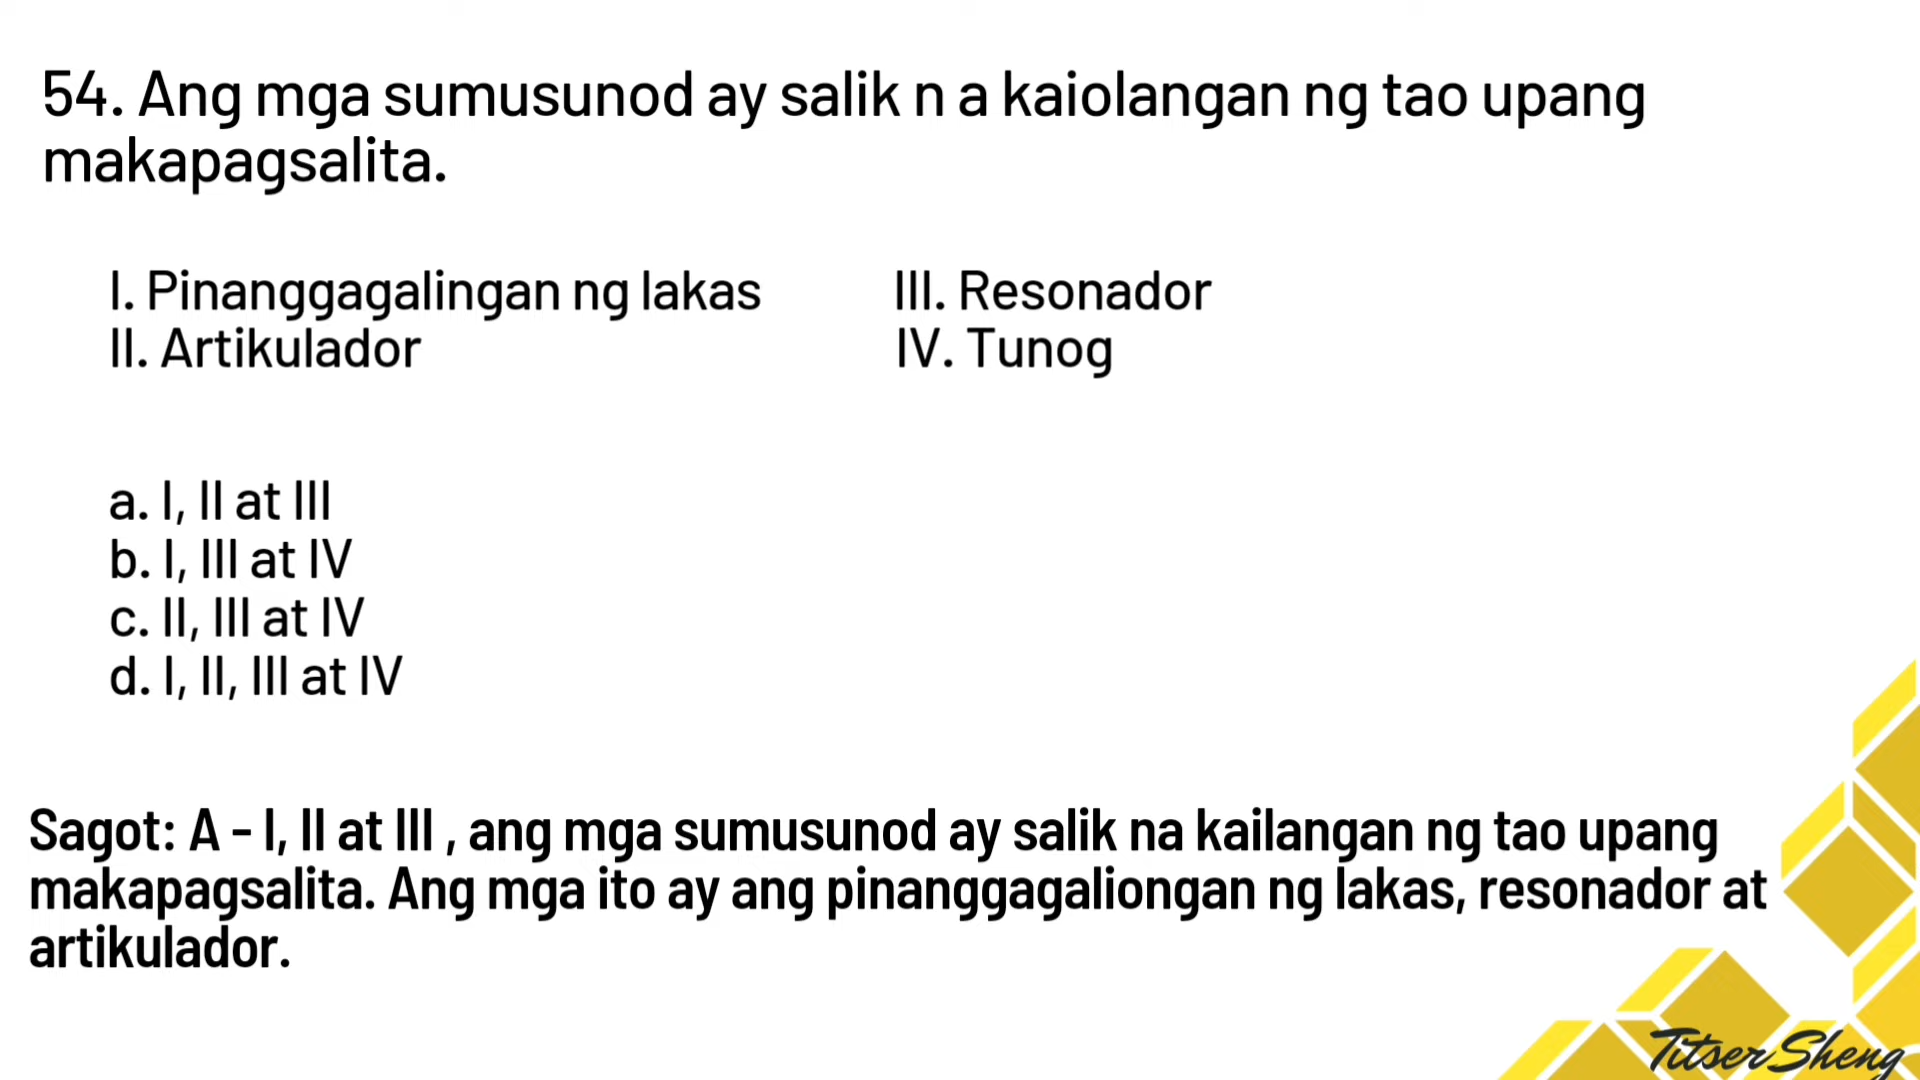 54. Ang mga sumusunod ay salik n a kaiolangan ng tao upang
makapagsalita.
I. Pinanggagalingan ng lakas
II. Artikulador
III. Resonador
IV. Tunog
a. I, II at III
b. I, III at IV
c. II, III at IV
d. I, II, III at IV
Sagot: A - I, II at III , ang mga sumusunod ay salik na kailangan ng tao upang
makapagsalita. Ang mga ito ay ang pinanggagaliongan ng lakas, resonador at
artikulador.
Titser Sheng